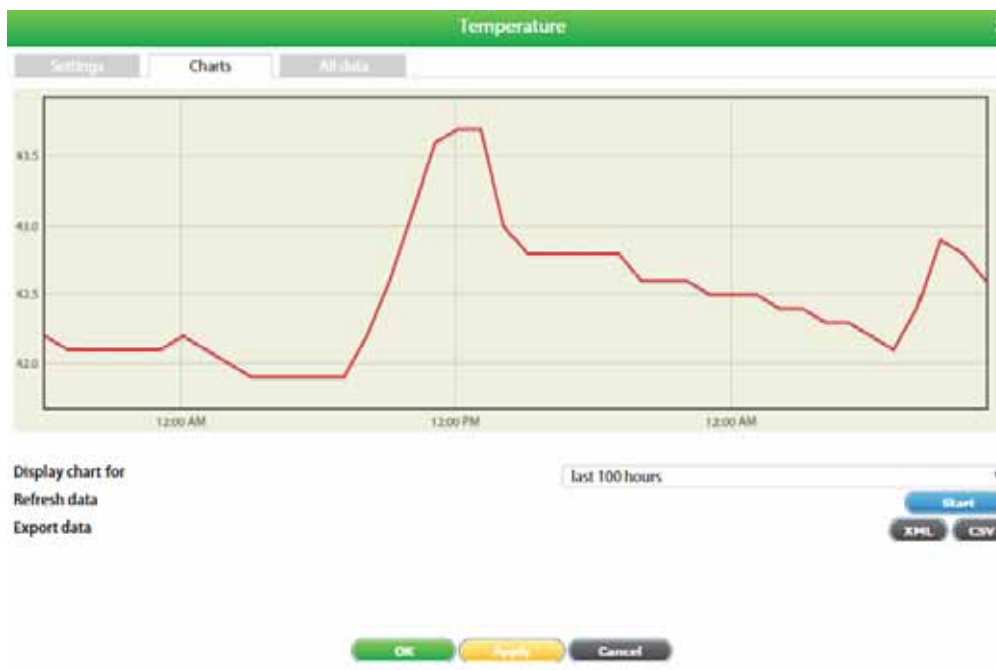 Temperature
Settings Charts All data
43.5
43.0
42.5
42.0
12:00 AM 12:00 PM 12:00 AM
Display chart for last 100 hours
Refresh data Start
Export data XML CSV
OK Apply Cancel